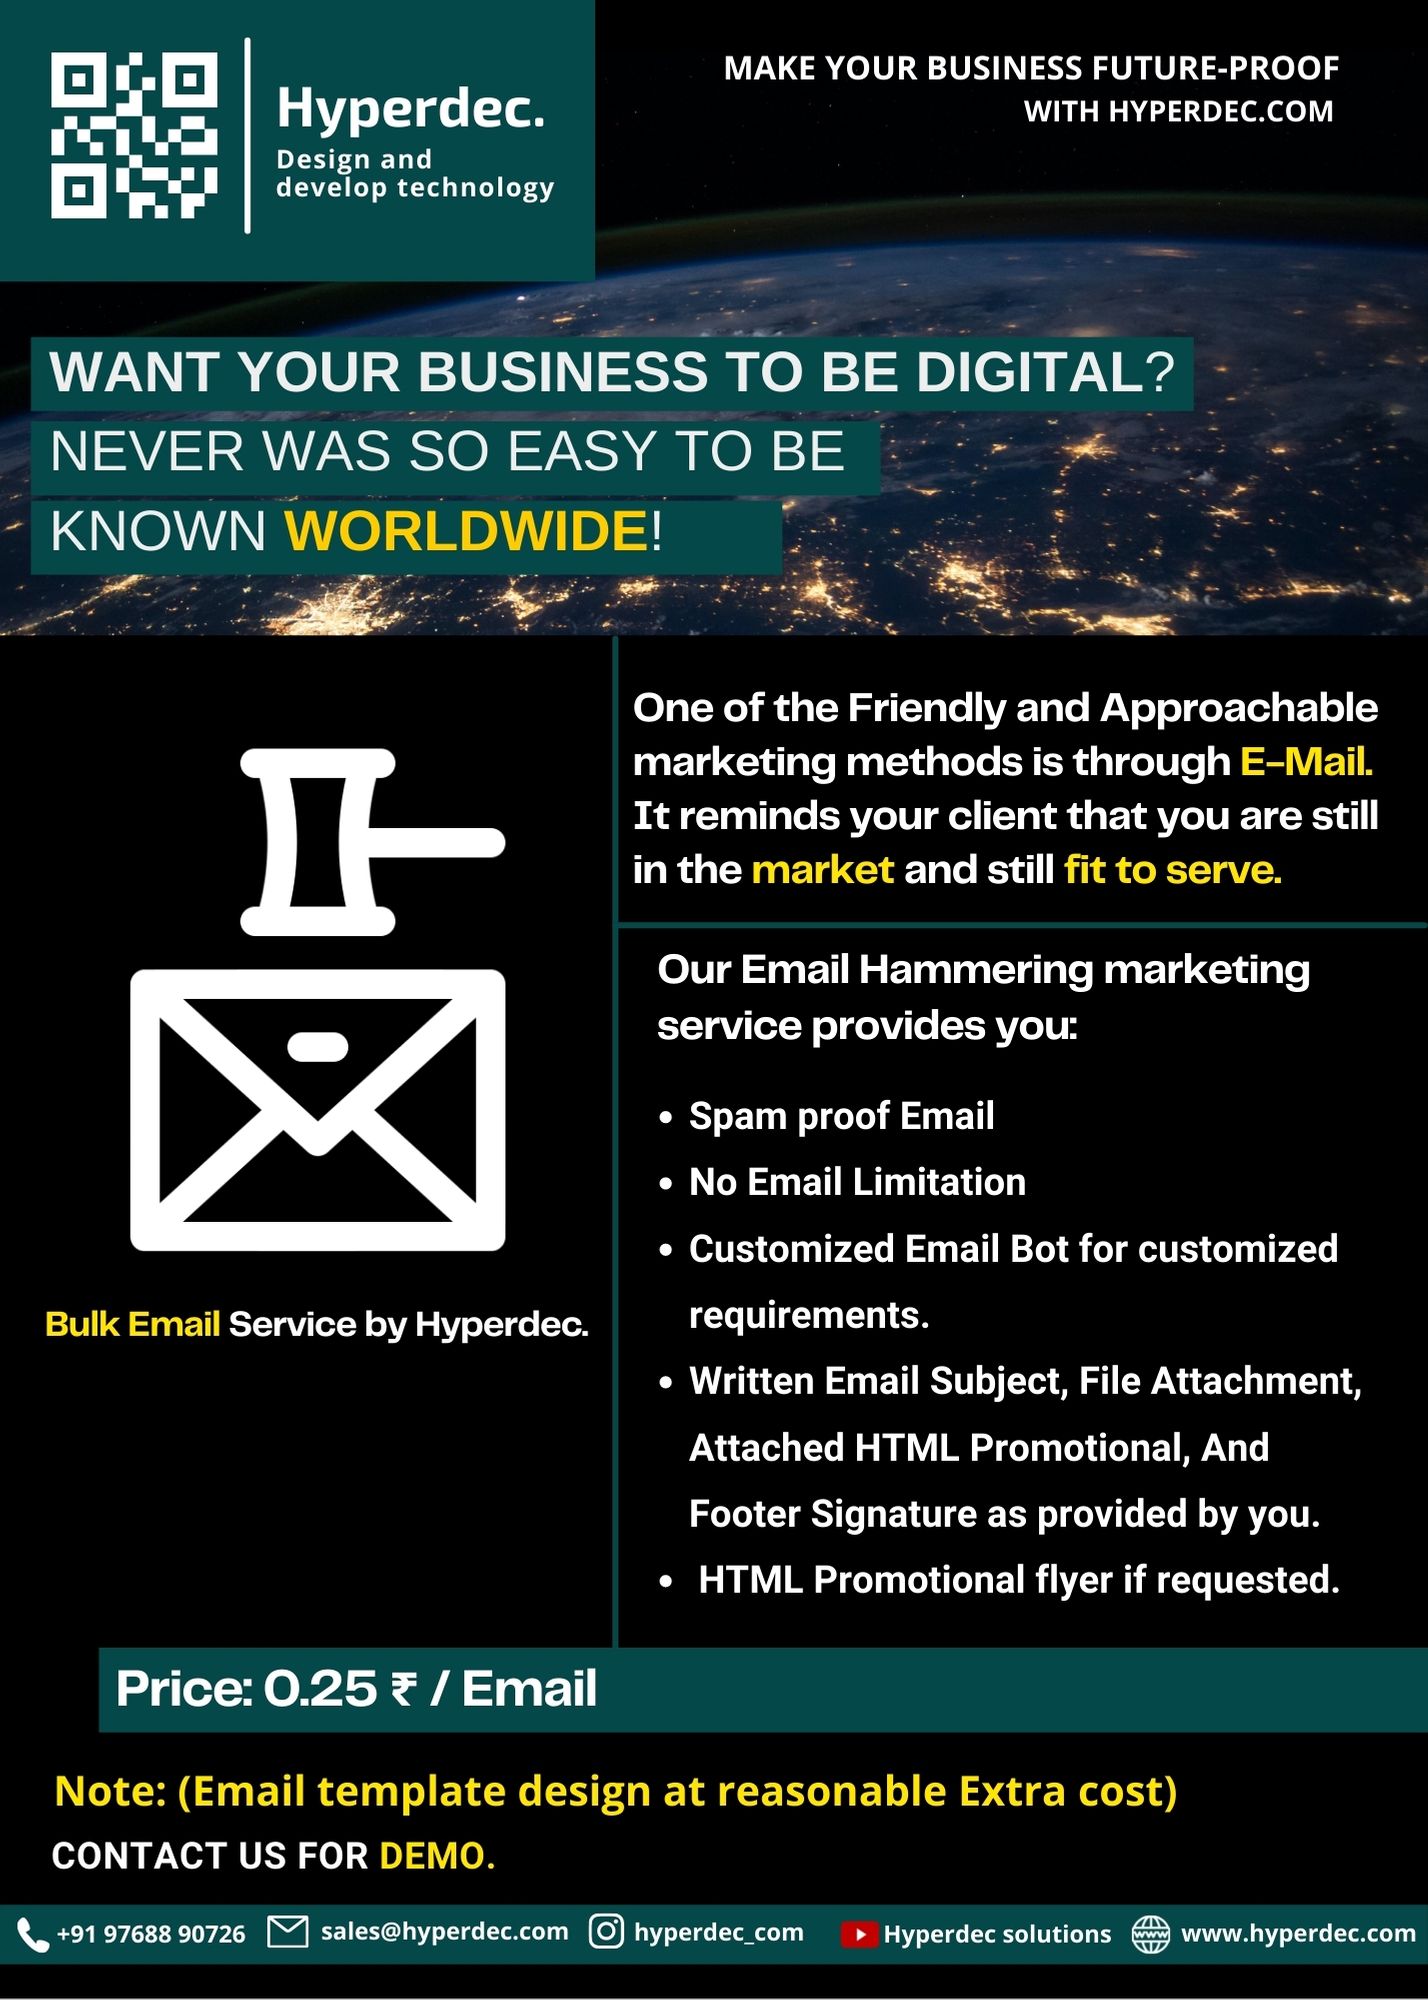 Hyperdec.
Design and
develop technology
MAKE YOUR BUSINESS FUTURE-PROOF
WITH HYPERDEC.COM
WANT YOUR BUSINESS TO BE DIGITAL?
NEVER WAS SO EASY TO BE
KNOWN WORLDWIDE!
One of the Friendly and Approachable
marketing methods is through E-Mail.
It reminds your client that you are still
in the market and still fit to serve.
Our Email Hammering marketing
service provides you:
• Spam proof Email
• No Email Limitation
• Customized Email Bot for customized
requirements.
• Written Email Subject, File Attachment,
Attached HTML Promotional, And
Footer Signature as provided by you.
• HTML Promotional flyer if requested.
Bulk Email Service by Hyperdec.
Price: 0.25 ₹ / Email
Note: (Email template design at reasonable Extra cost)
CONTACT US FOR DEMO.
+91 97688 90726 sales@hyperdec.com hyperdec_com Hyperdec solutions www www.hyperdec.com